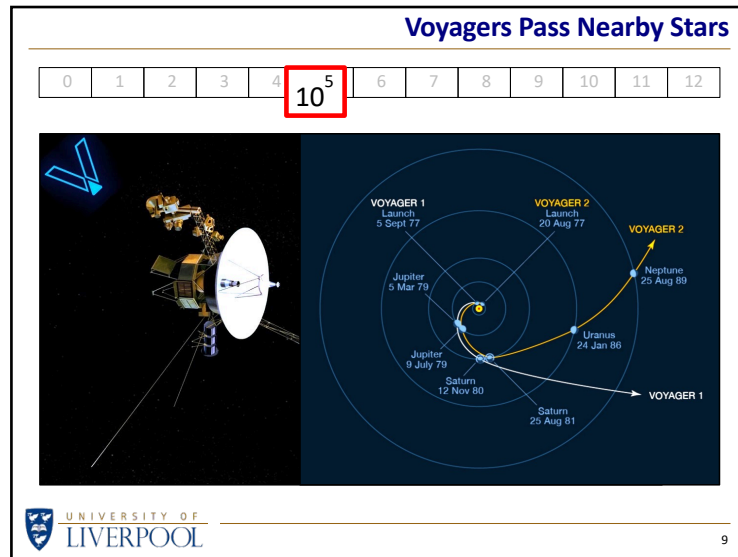 Voyagers Pass Nearby Stars
0 1 2 3 4 10^5 6 7 8 9 10 11 12
VOYAGER 1
Launch
5 Sept 77
VOYAGER 2
Launch
20 Aug 77
VOYAGER 2
Jupiter
5 Mar 79
Neptune
25 Aug 89
Uranus
24 Jan 86
Jupiter
9 July 79
Saturn
12 Nov 80
VOYAGER 1
Saturn
25 Aug 81
UNIVERSITY OF
LIVERPOOL
9